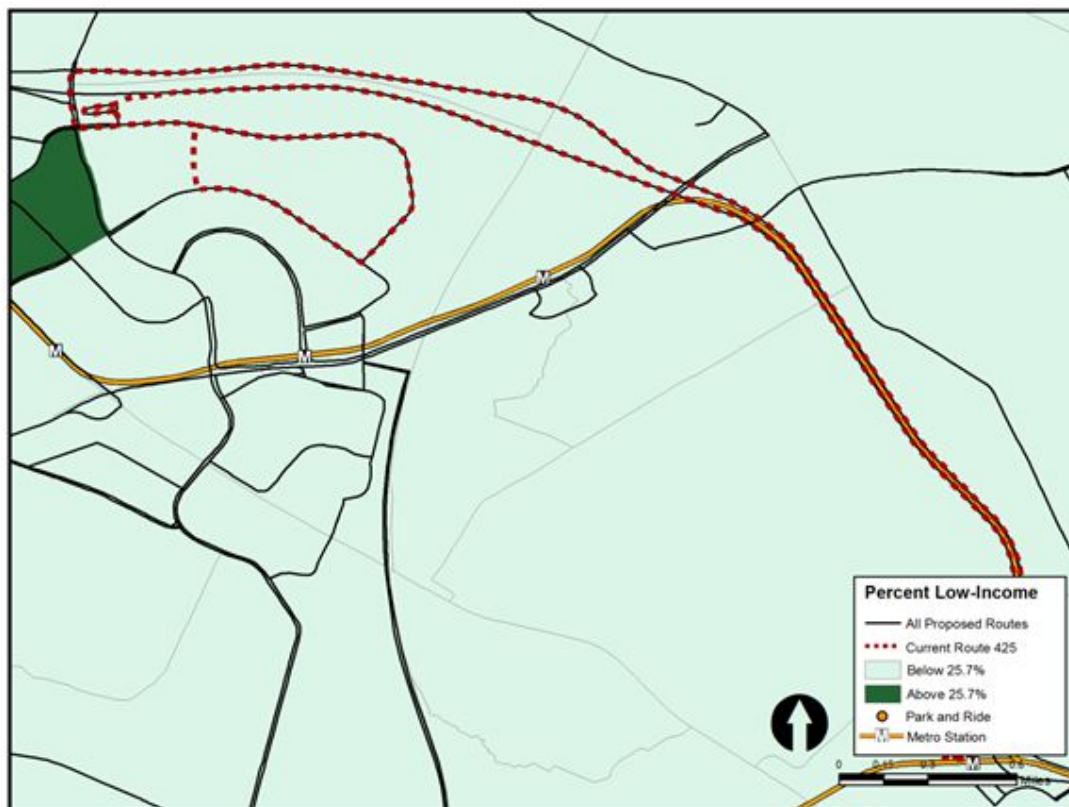 M
M
M
Percent Low-Income
All Proposed Routes
Current Route 425
Below 25.7%
Above 25.7%
Park and Ride
M
Metro Station
M
0
Miles